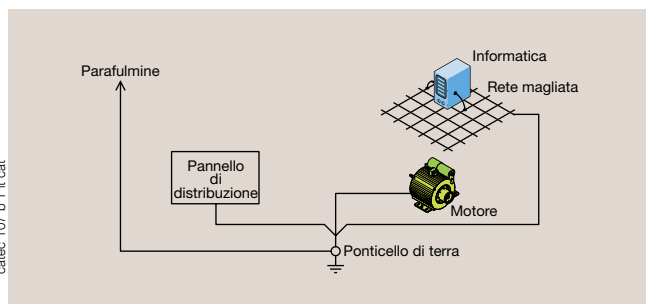 Informatica
Parafulmine
Rete magliata
Pannello
di
distribuzione
Motore
Ponticello di terra